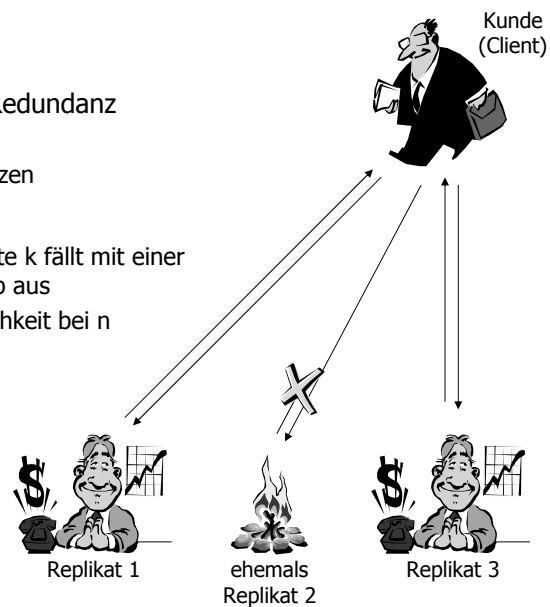 Kunde
(Client)
Redundanz
zen
te k fällt mit einer
p aus
hkeit bei n
$
$
Replikat 1
ehemals
Replikat 2
Replikat 3